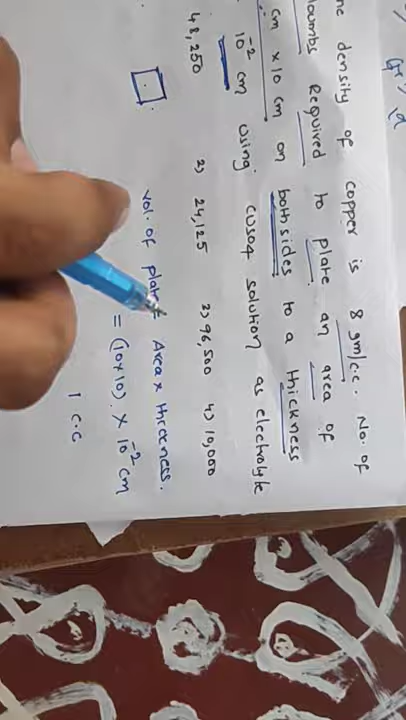 ne density of copper is 8 gm/c.c. No. of
loumbs Required to plate an area of
cm x 10 cm on both sides to a thickness
10⁻² cm using cuso4 solution as electrolyte
48,250 2) 24,125 3) 96,500 4) 10,000
vol. of plate = Area x thickness.
= (10x10) x 10⁻² cm
1 c.c